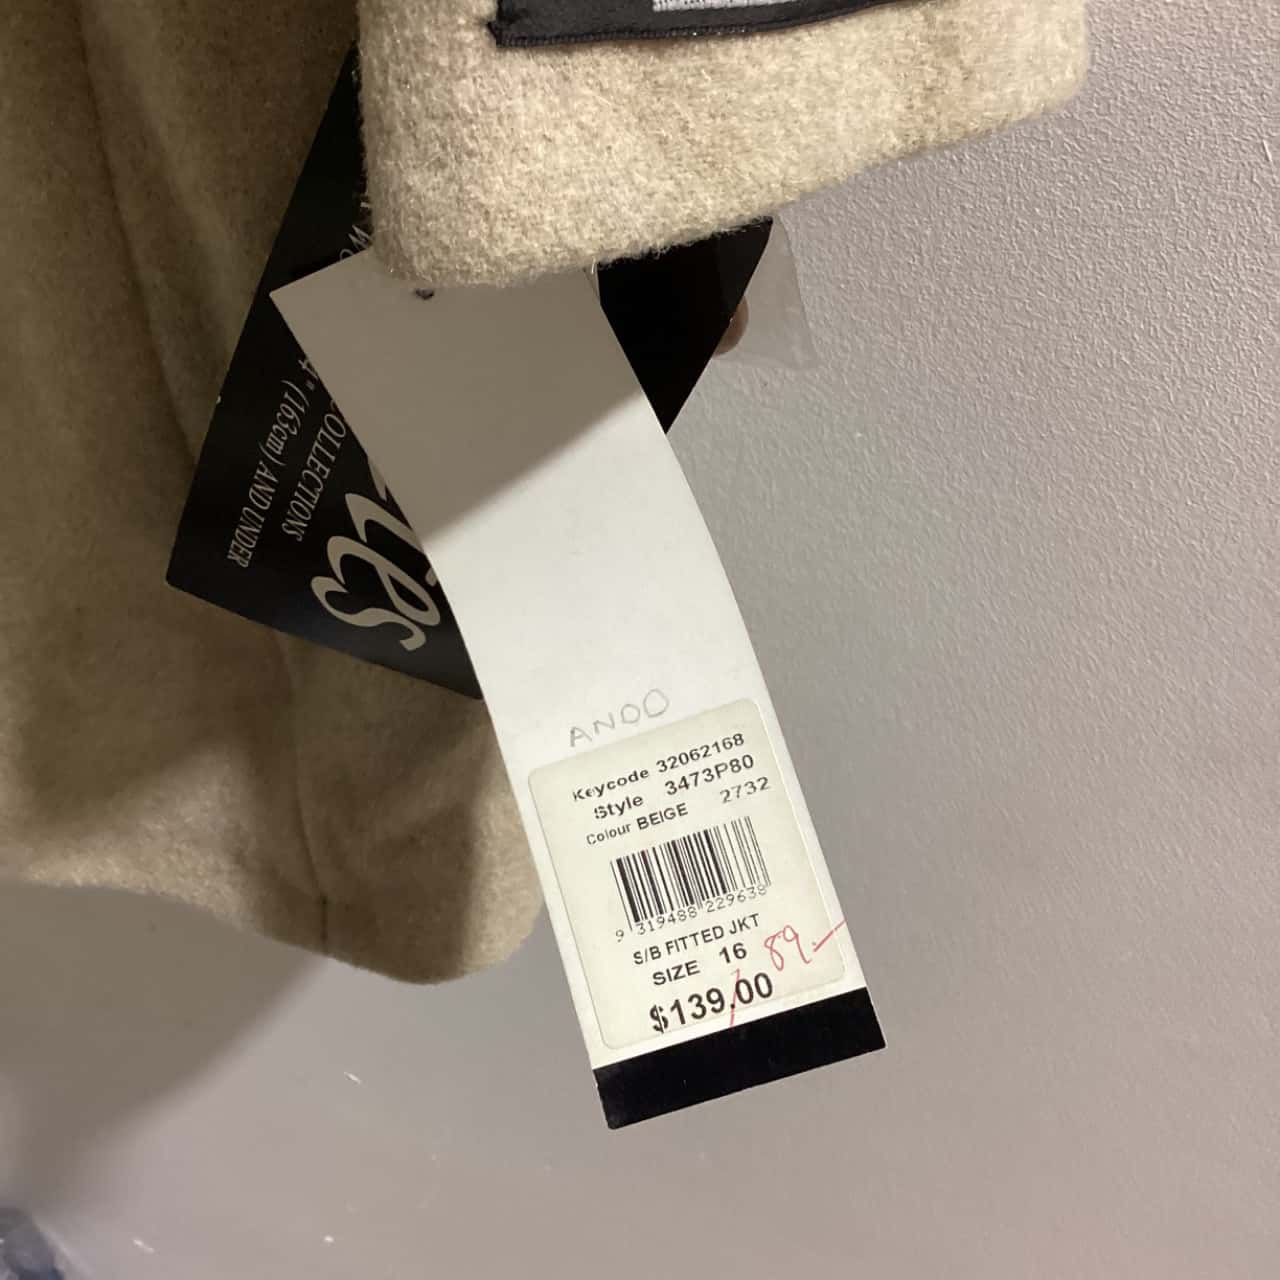 COLLECTIONS
(163cm) AND UNDER
ANDD
Keycode 32062168
Style 3473P80
Colour BEIGE 2732
9 319488 229638
S/B FITTED JKT
SIZE 16 89.-
$139.00